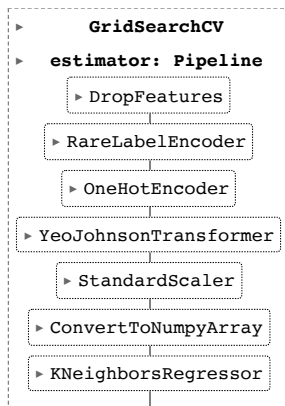 ▸ GridSearchCV
▸ estimator: Pipeline
▸ DropFeatures
▸ RareLabelEncoder
▸ OneHotEncoder
▸ YeoJohnsonTransformer
▸ StandardScaler
▸ ConvertToNumpyArray
▸ KNeighborsRegressor